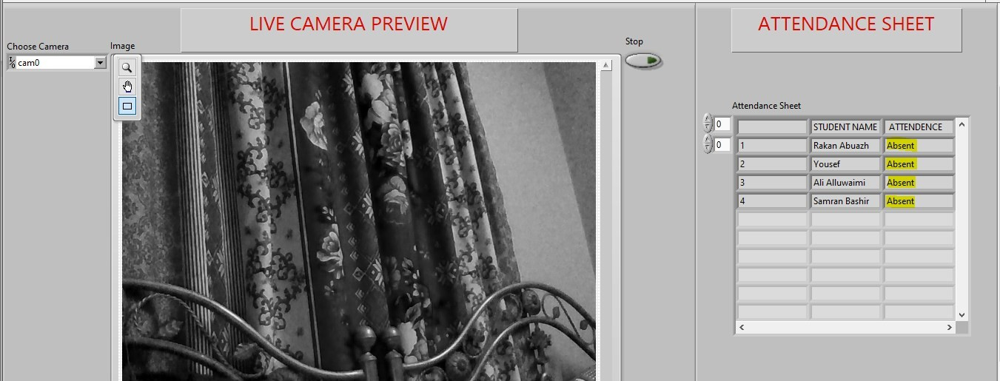 LIVE CAMERA PREVIEW
ATTENDANCE SHEET
Choose Camera
cam0
Image
Stop
Attendance Sheet
0
0
STUDENT NAME ATTENDENCE
1 Rakan Abuazh Absent
2 Yousef Absent
3 Ali Alluwaimi Absent
4 Samran Bashir Absent